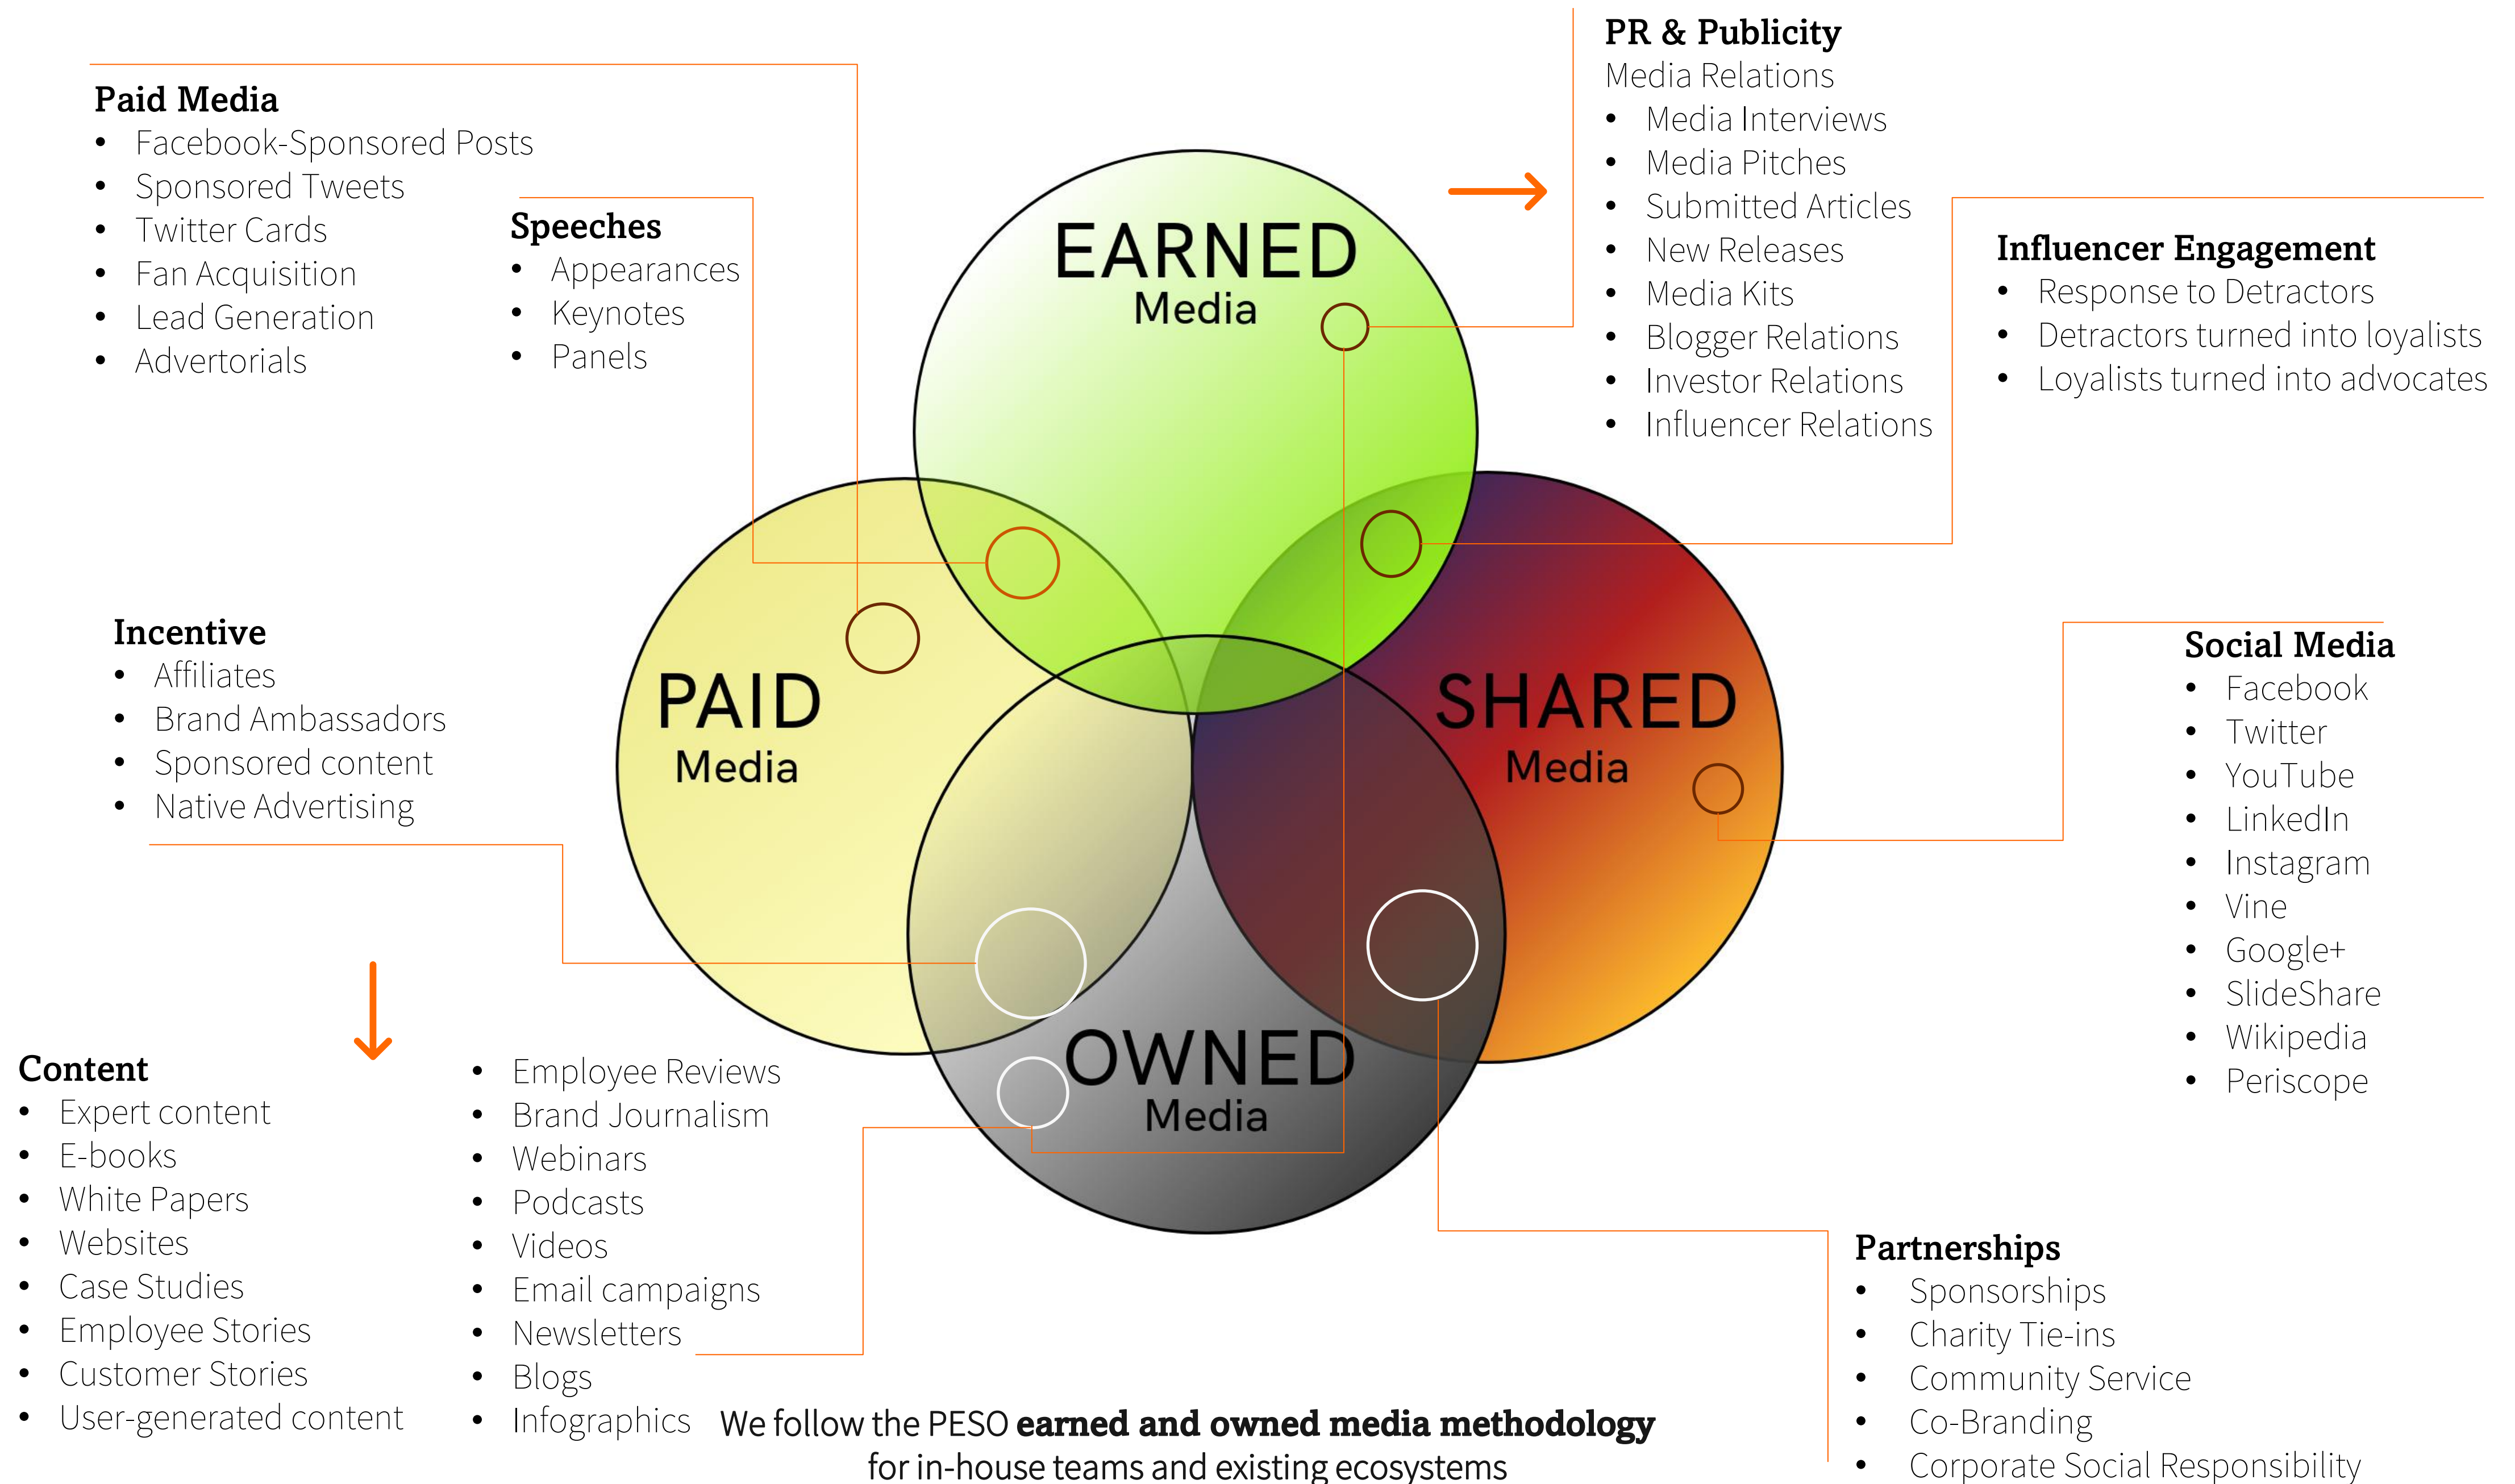 PR & Publicity
Media Relations
• Media Interviews
• Media Pitches
• Submitted Articles
• New Releases
• Media Kits
• Blogger Relations
• Investor Relations
• Influencer Relations
Paid Media
• Facebook-Sponsored Posts
• Sponsored Tweets
• Twitter Cards
• Fan Acquisition
• Lead Generation
• Advertorials
Speeches
• Appearances
• Keynotes
• Panels
EARNED
Media
Influencer Engagement
• Response to Detractors
• Detractors turned into loyalists
• Loyalists turned into advocates
Incentive
• Affiliates
• Brand Ambassadors
• Sponsored content
• Native Advertising
PAID
Media
SHARED
Media
Social Media
• Facebook
• Twitter
• YouTube
• LinkedIn
• Instagram
• Vine
• Google+
• SlideShare
• Wikipedia
• Periscope
OWNED
Media
Content
• Expert content
• E-books
• White Papers
• Websites
• Case Studies
• Employee Stories
• Customer Stories
• User-generated content
• Employee Reviews
• Brand Journalism
• Webinars
• Podcasts
• Videos
• Email campaigns
• Newsletters
• Blogs
• Infographics
Partnerships
• Sponsorships
• Charity Tie-ins
• Community Service
• Co-Branding
• Corporate Social Responsibility
We follow the PESO earned and owned media methodology
for in-house teams and existing ecosystems